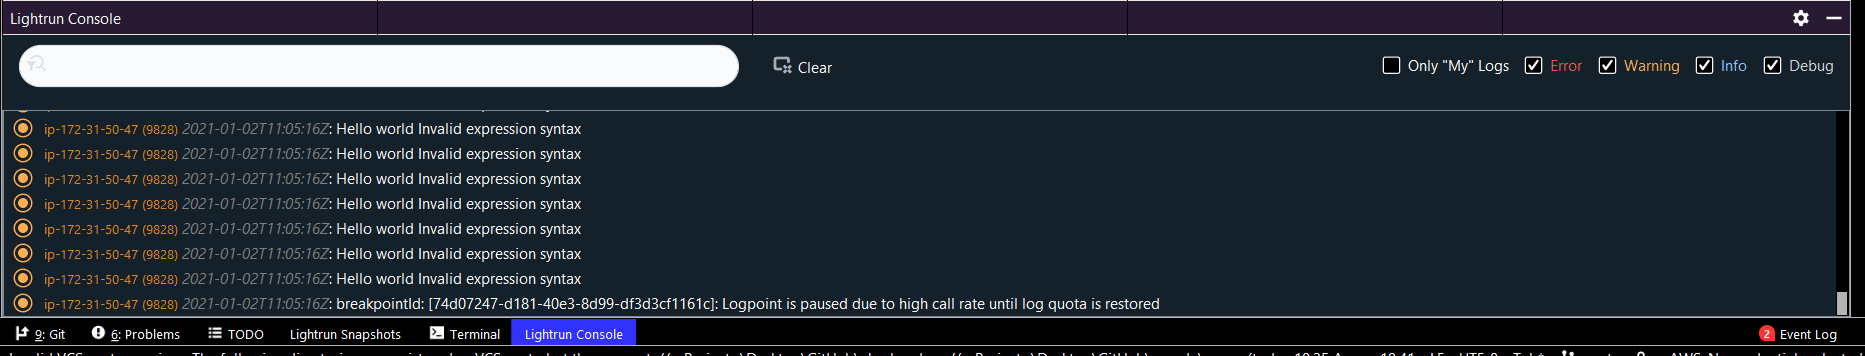 Lightrun Console
Clear
Only "My" Logs Error Warning Info Debug
ip-172-31-50-47 (9828) 2021-01-02T11:05:16Z: Hello world Invalid expression syntax
ip-172-31-50-47 (9828) 2021-01-02T11:05:16Z: Hello world Invalid expression syntax
ip-172-31-50-47 (9828) 2021-01-02T11:05:16Z: Hello world Invalid expression syntax
ip-172-31-50-47 (9828) 2021-01-02T11:05:16Z: Hello world Invalid expression syntax
ip-172-31-50-47 (9828) 2021-01-02T11:05:16Z: Hello world Invalid expression syntax
ip-172-31-50-47 (9828) 2021-01-02T11:05:16Z: Hello world Invalid expression syntax
ip-172-31-50-47 (9828) 2021-01-02T11:05:16Z: Hello world Invalid expression syntax
ip-172-31-50-47 (9828) 2021-01-02T11:05:16Z: breakpointId: [74d07247-d181-40e3-8d99-df3d3cf1161c]: Logpoint is paused due to high call rate until log quota is restored
9: Git 6: Problems TODO Lightrun Snapshots Terminal Lightrun Console 2 Event Log